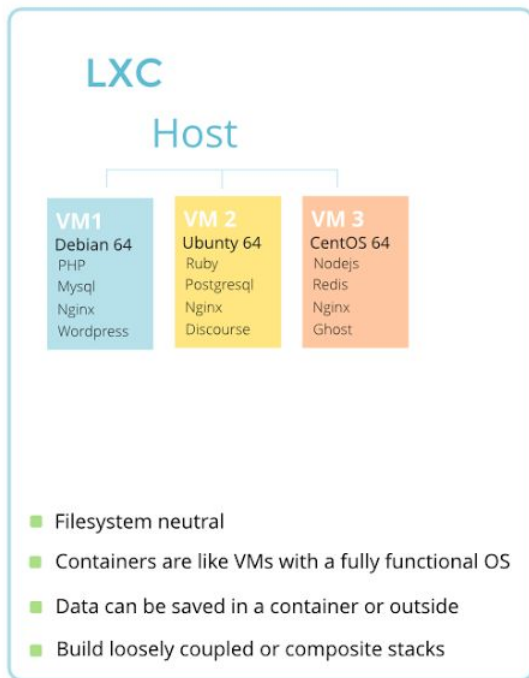 LXC
Host
VM1
Debian 64
PHP
Mysql
Nginx
Wordpress
VM 2
Ubunty 64
Ruby
Postgresql
Nginx
Discourse
VM 3
CentOS 64
Nodejs
Redis
Nginx
Ghost
Filesystem neutral
Containers are like VMs with a fully functional OS
Data can be saved in a container or outside
Build loosely coupled or composite stacks